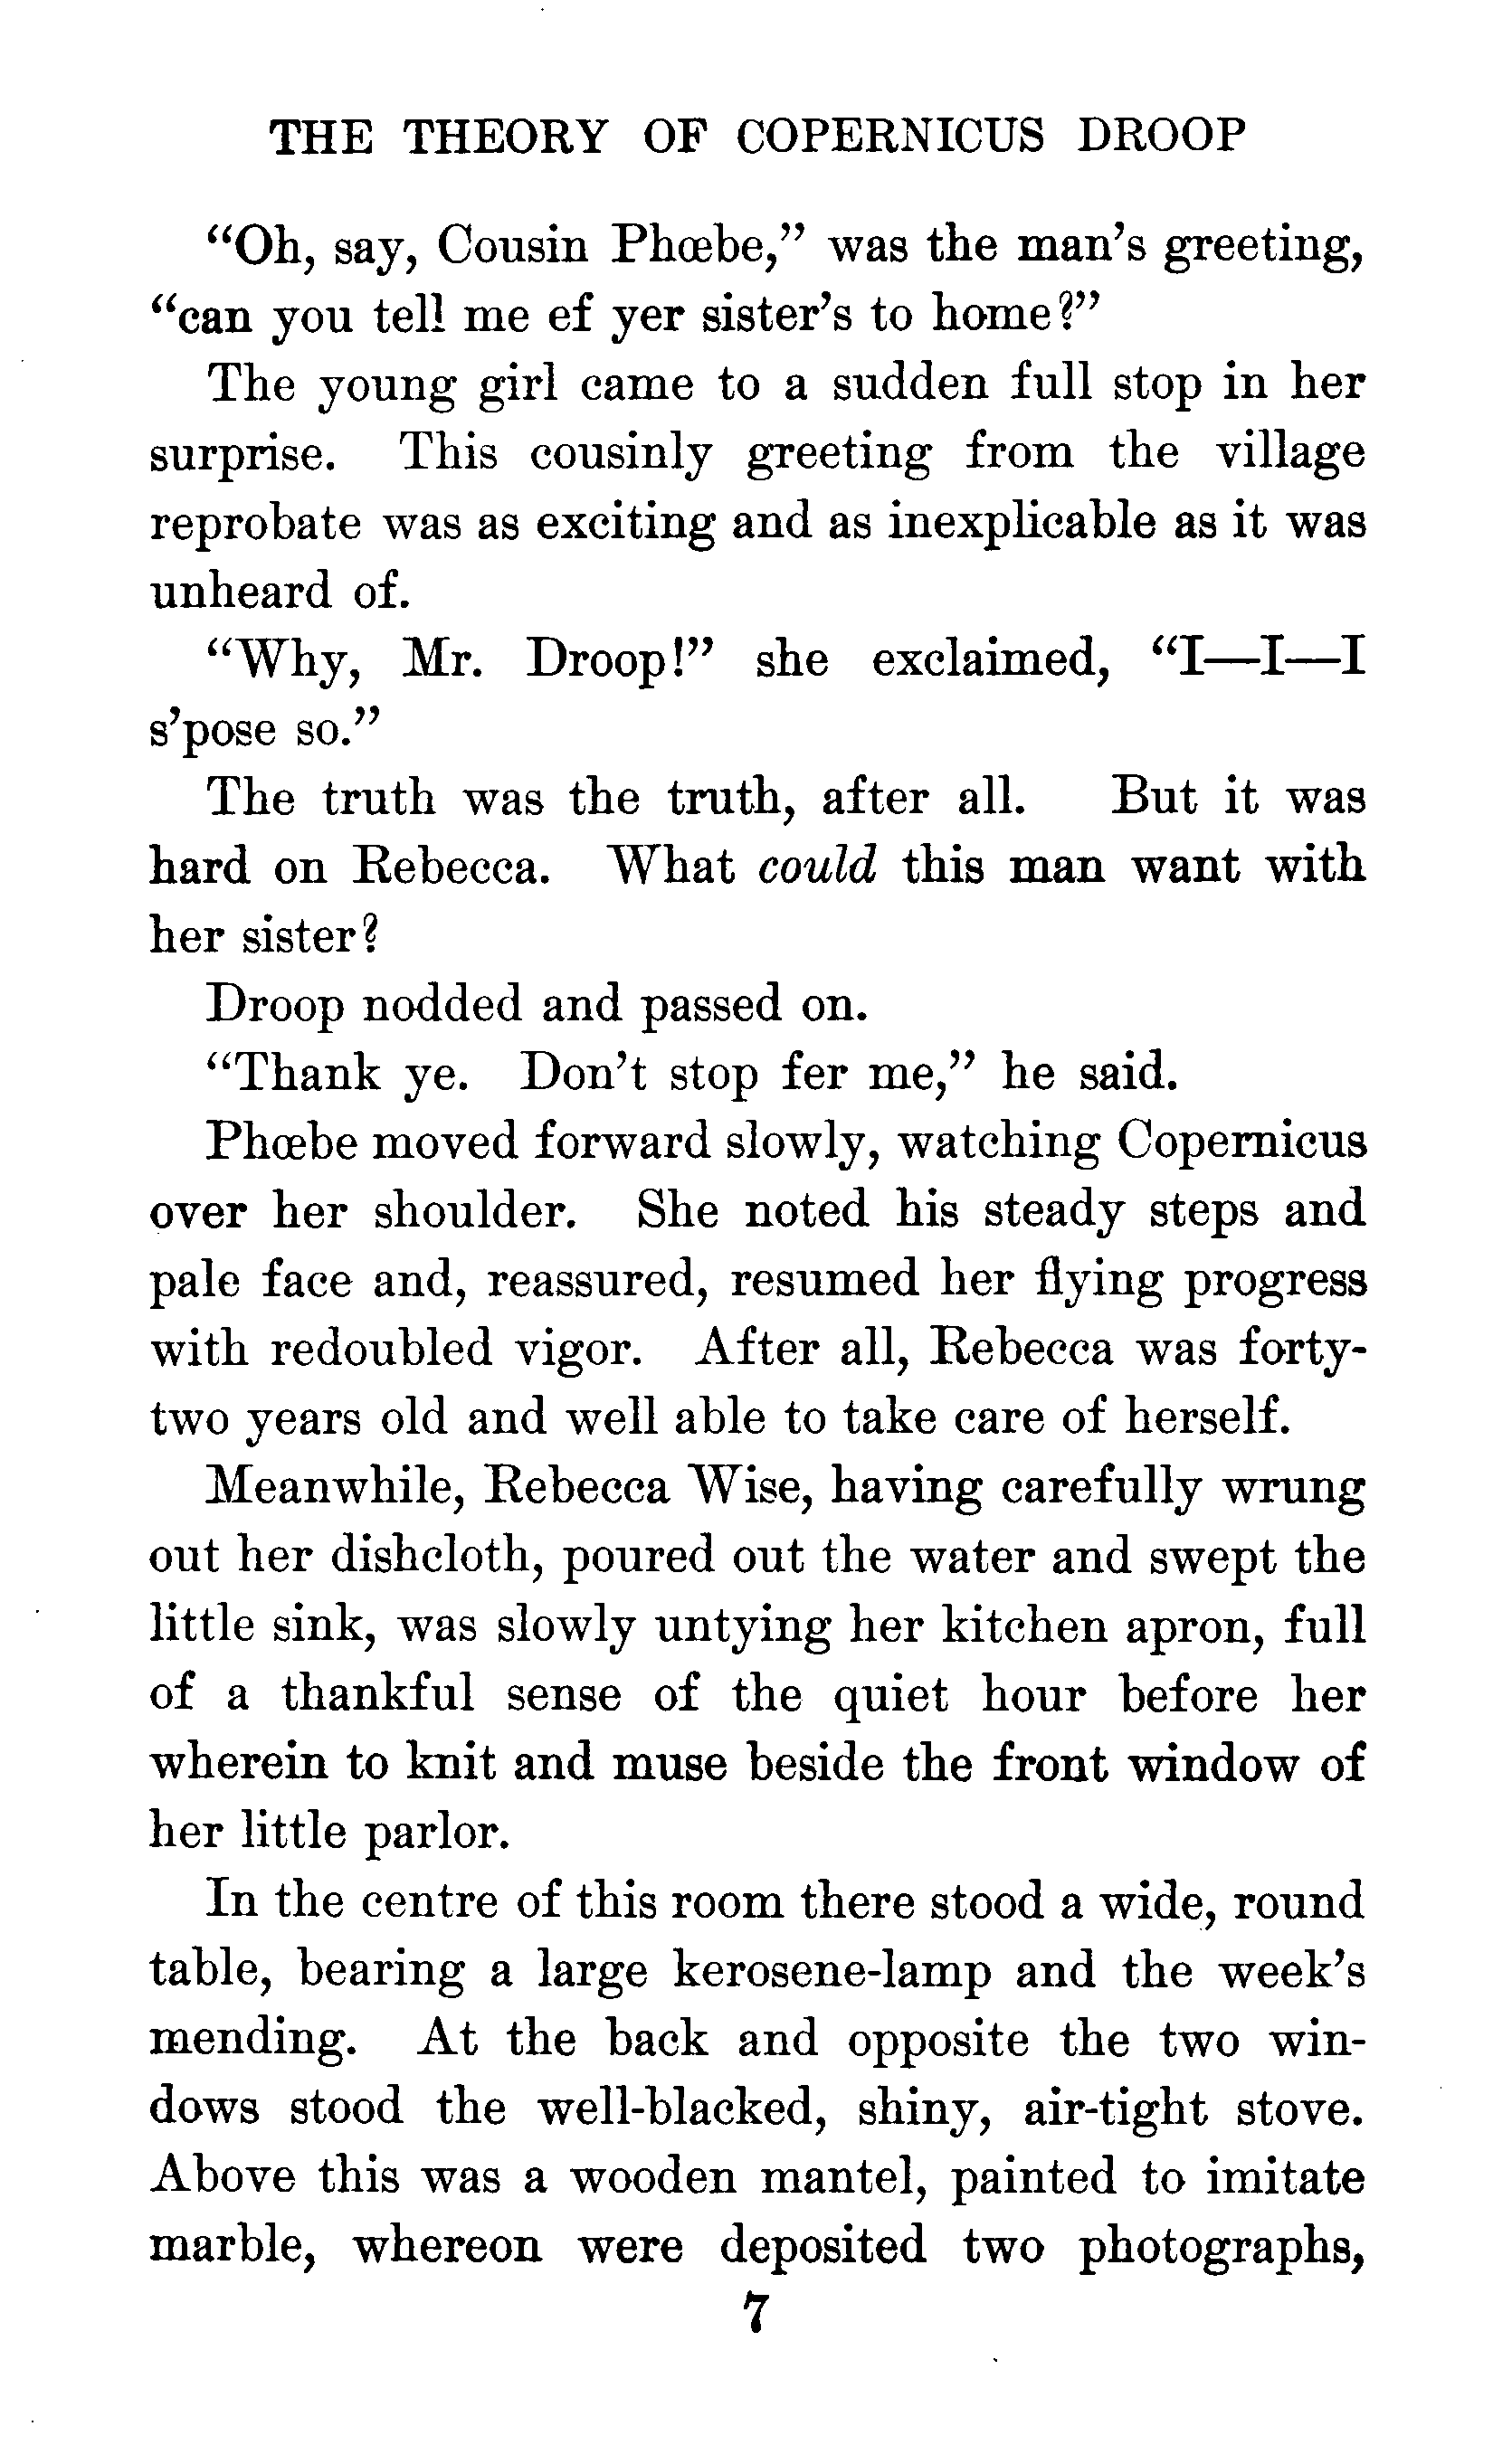 THE THEORY OF COPERNICUS DROOP
“Oh, say, Cousin Phœbe,” was the man’s greeting,
“can you tell me ef yer sister’s to home?”
The young girl came to a sudden full stop in her
surprise. This cousinly greeting from the village
reprobate was as exciting and as inexplicable as it was
unheard of.
“Why, Mr. Droop!” she exclaimed, “I—I—I
s’pose so.”
The truth was the truth, after all. But it was
hard on Rebecca. What could this man want with
her sister?
Droop nodded and passed on.
“Thank ye. Don’t stop fer me,” he said.
Phœbe moved forward slowly, watching Copernicus
over her shoulder. She noted his steady steps and
pale face and, reassured, resumed her flying progress
with redoubled vigor. After all, Rebecca was forty-
two years old and well able to take care of herself.
Meanwhile, Rebecca Wise, having carefully wrung
out her dishcloth, poured out the water and swept the
little sink, was slowly untying her kitchen apron, full
of a thankful sense of the quiet hour before her
wherein to knit and muse beside the front window of
her little parlor.
In the centre of this room there stood a wide, round
table, bearing a large kerosene-lamp and the week’s
mending. At the back and opposite the two win-
dows stood the well-blacked, shiny, air-tight stove.
Above this was a wooden mantel, painted to imitate
marble, whereon were deposited two photographs,
7